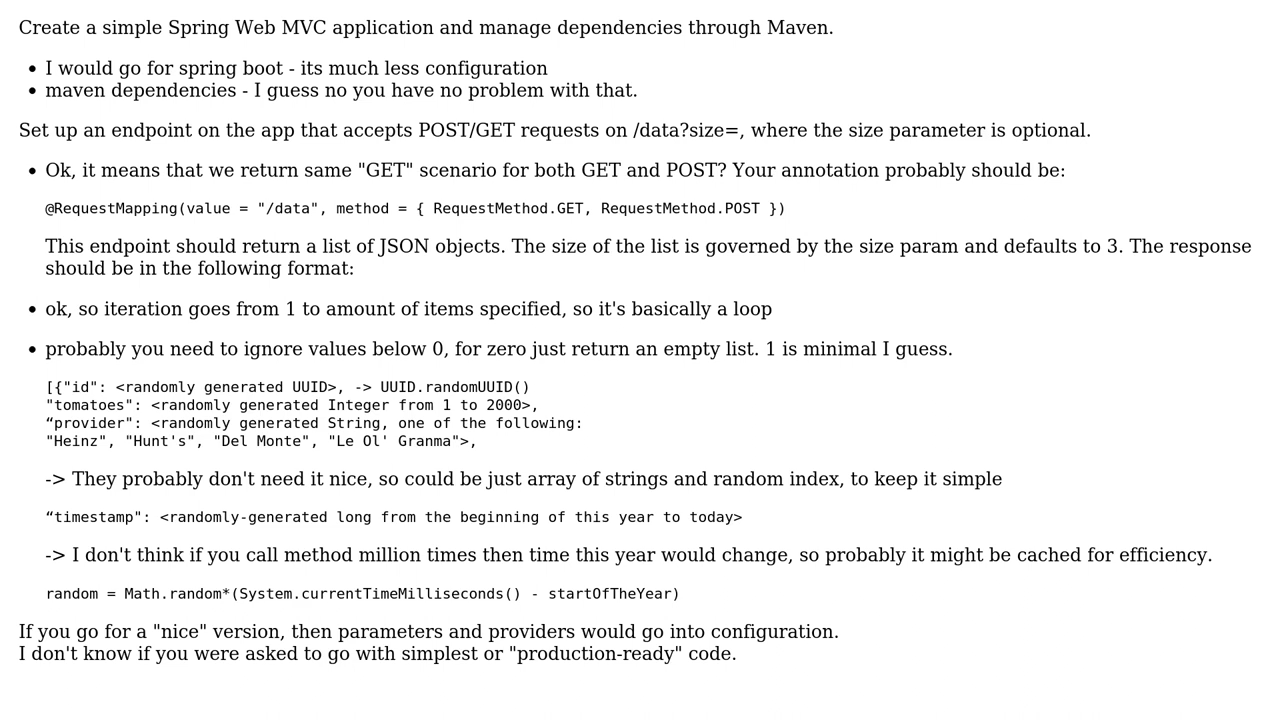 Create a simple Spring Web MVC application and manage dependencies through Maven.
• I would go for spring boot - its much less configuration
• maven dependencies - I guess no you have no problem with that.
Set up an endpoint on the app that accepts POST/GET requests on /data?size=, where the size parameter is optional.
• Ok, it means that we return same "GET" scenario for both GET and POST? Your annotation probably should be:
@RequestMapping(value = "/data", method = { RequestMethod.GET, RequestMethod.POST })
This endpoint should return a list of JSON objects. The size of the list is governed by the size param and defaults to 3. The response
should be in the following format:
• ok, so iteration goes from 1 to amount of items specified, so it's basically a loop
• probably you need to ignore values below 0, for zero just return an empty list. 1 is minimal I guess.
[{"id": <randomly generated UUID>, -> UUID.randomUUID()
"tomatoes": <randomly generated Integer from 1 to 2000>,
“provider": <randomly generated String, one of the following:
"Heinz", "Hunt's", "Del Monte", "Le Ol' Granma">,
-> They probably don't need it nice, so could be just array of strings and random index, to keep it simple
“timestamp": <randomly-generated long from the beginning of this year to today>
-> I don't think if you call method million times then time this year would change, so probably it might be cached for efficiency.
random = Math.random*(System.currentTimeMilliseconds() - startOfTheYear)
If you go for a "nice" version, then parameters and providers would go into configuration.
I don't know if you were asked to go with simplest or "production-ready" code.